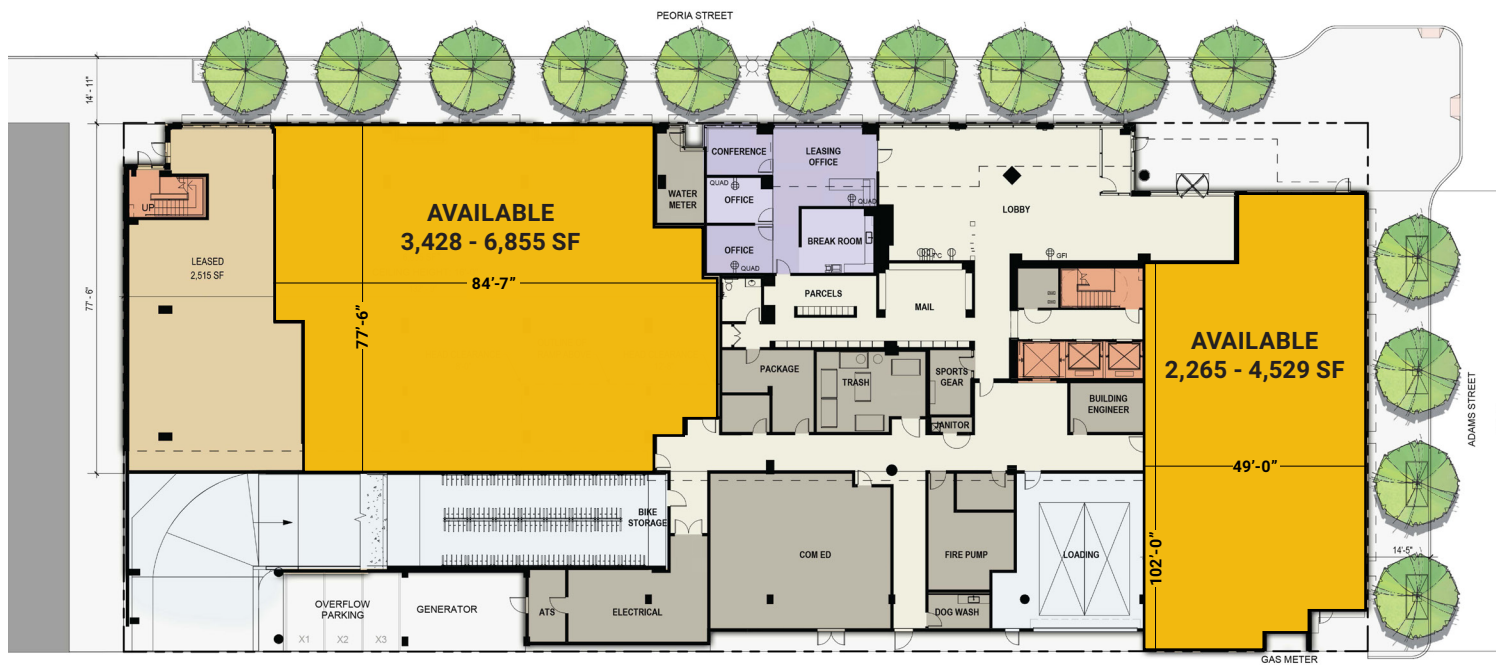 PEORIA STREET
14' - 11"
77' - 6"
UP
LEASED
2,515 SF
AVAILABLE
3,428 - 6,855 SF
84'-7"
77'-6"
WATER
METER
CONFERENCE
LEASING
OFFICE
QUAD
OFFICE
QUAD
OFFICE
QUAD
BREAK ROOM
LOBBY
GFI
PARCELS
MAIL
PACKAGE
TRASH
SPORTS
GEAR
JANITOR
BUILDING
ENGINEER
AVAILABLE
2,265 - 4,529 SF
49'-0"
102'-0"
ADAMS STREET
14'-5"
BIKE
STORAGE
COM ED
FIRE PUMP
LOADING
OVERFLOW
PARKING
X1
X2
X3
GENERATOR
ATS
ELECTRICAL
DOG WASH
GAS METER